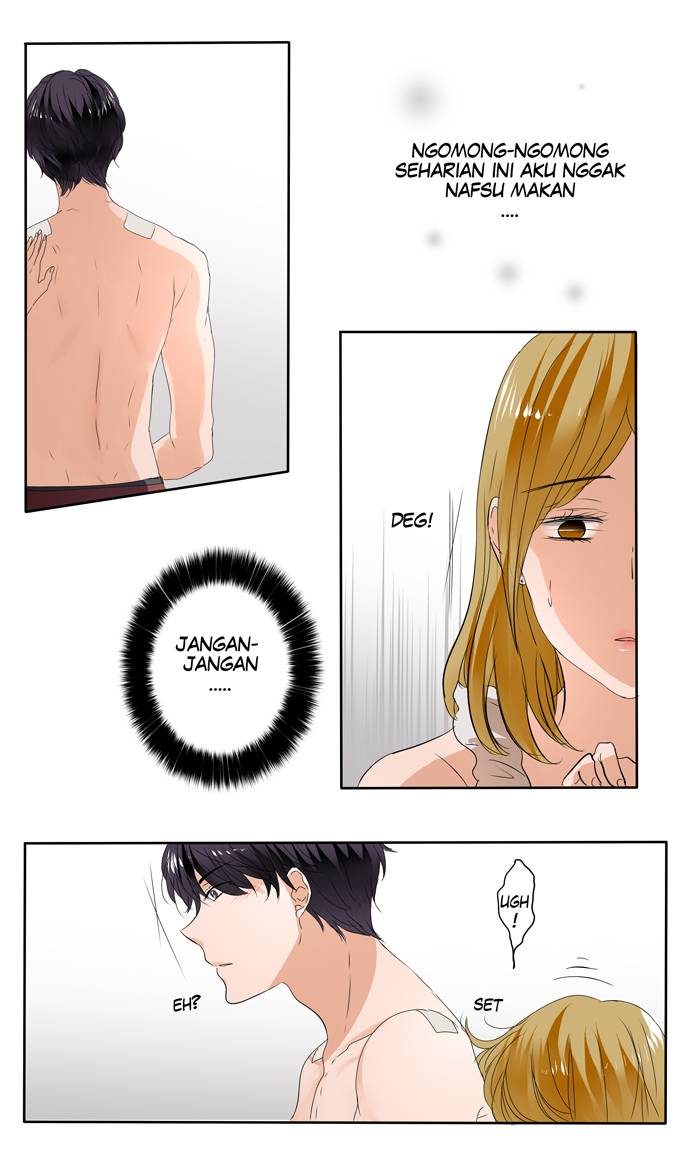 NGOMONG-NGOMONG
SEHARIAN INI AKU NGGAK
NAFSU MAKAN
....
DEG!
JANGAN-
JANGAN
.....
UGH
!
EH?
SET